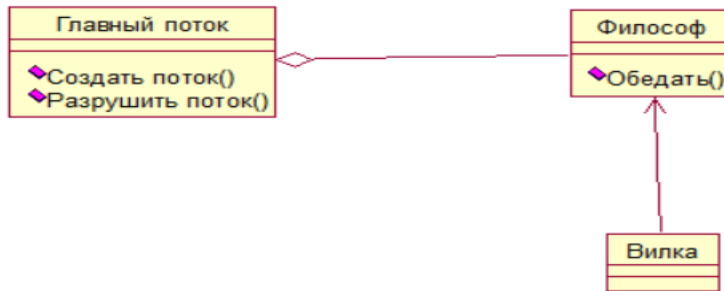 Главный поток
Создать поток()
Разрушить поток()
Философ
Обедать()
Вилка